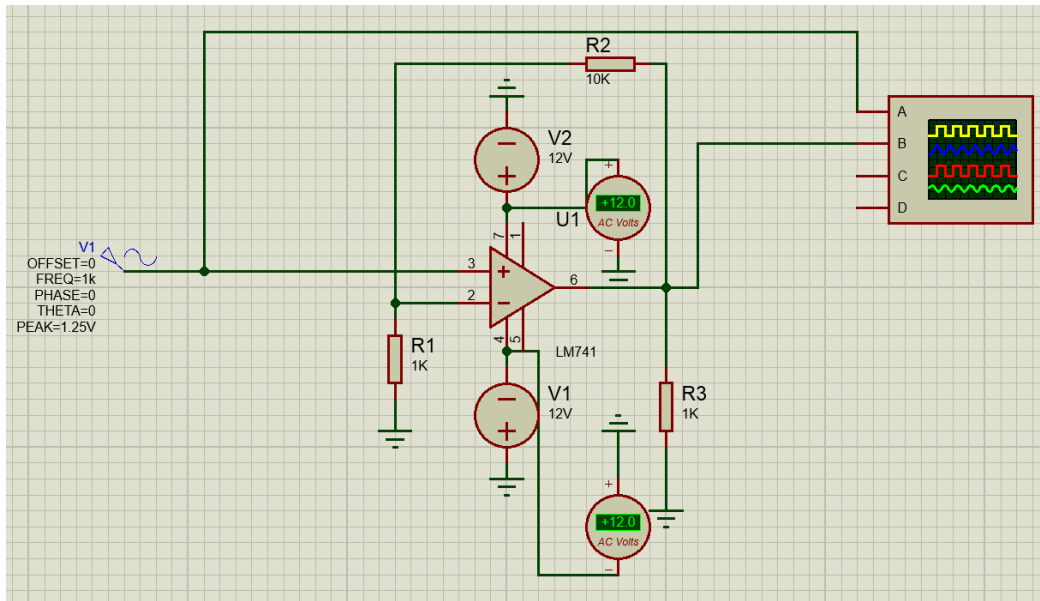 R2
10K
V2
12V
+12.0
AC Volts
U1
A
B
C
D
V1
OFFSET=0
FREQ=1k
PHASE=0
THETA=0
PEAK=1.25V
7
1
3
2
6
4
5
LM741
R1
1K
V1
12V
R3
1K
+12.0
AC Volts